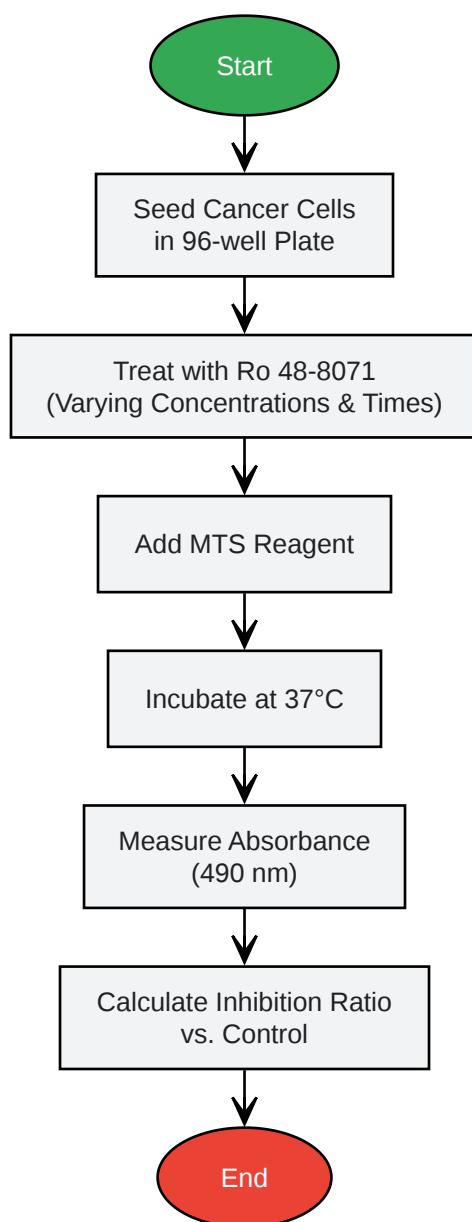 Start
Seed Cancer Cells
in 96-well Plate
Treat with Ro 48-8071
(Varying Concentrations & Times)
Add MTS Reagent
Incubate at 37°C
Measure Absorbance
(490 nm)
Calculate Inhibition Ratio
vs. Control
End